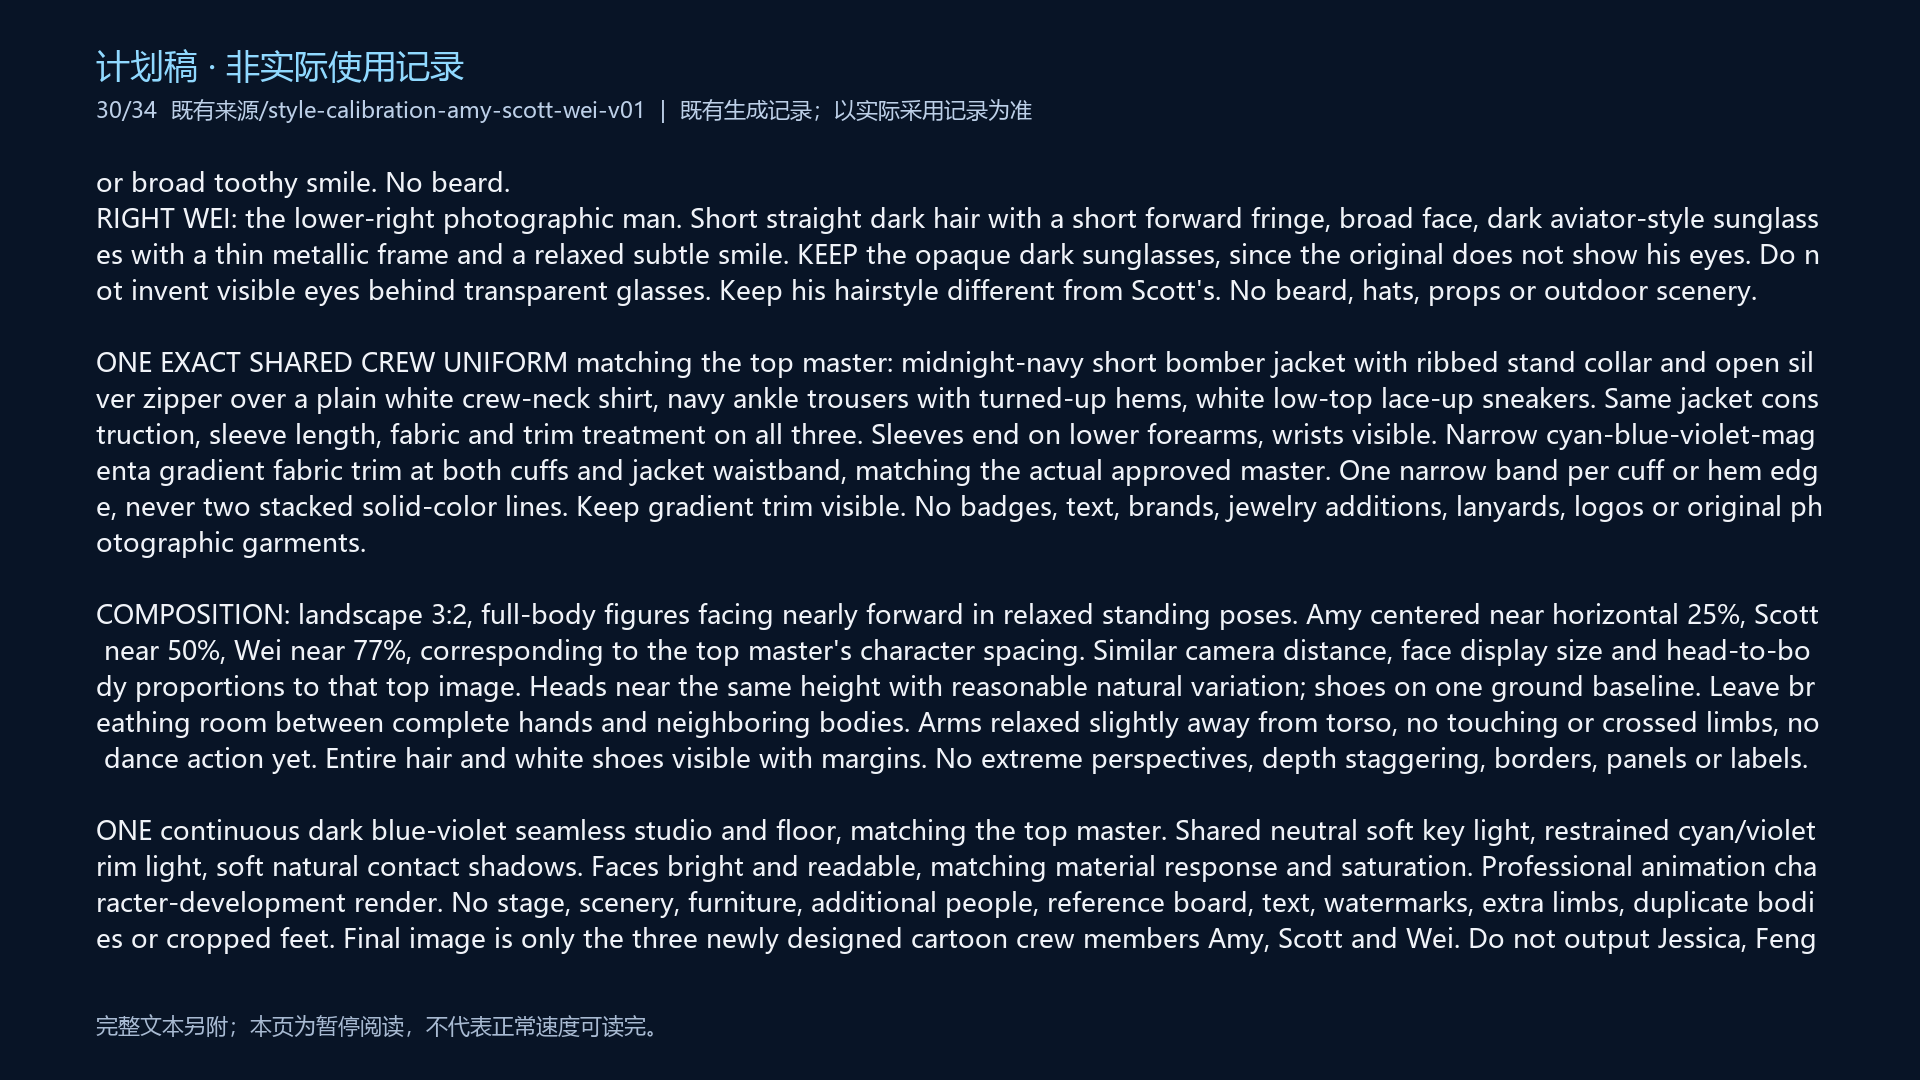 计划稿 · 非实际使用记录
30/34 既有来源/style-calibration-amy-scott-wei-v01 | 既有生成记录；以实际采用记录为准
or broad toothy smile. No beard.
RIGHT WEI: the lower-right photographic man. Short straight dark hair with a short forward fringe, broad face, dark aviator-style sunglass
es with a thin metallic frame and a relaxed subtle smile. KEEP the opaque dark sunglasses, since the original does not show his eyes. Do n
ot invent visible eyes behind transparent glasses. Keep his hairstyle different from Scott's. No beard, hats, props or outdoor scenery.
ONE EXACT SHARED CREW UNIFORM matching the top master: midnight-navy short bomber jacket with ribbed stand collar and open sil
ver zipper over a plain white crew-neck shirt, navy ankle trousers with turned-up hems, white low-top lace-up sneakers. Same jacket cons
truction, sleeve length, fabric and trim treatment on all three. Sleeves end on lower forearms, wrists visible. Narrow cyan-blue-violet-mag
enta gradient fabric trim at both cuffs and jacket waistband, matching the actual approved master. One narrow band per cuff or hem edg
e, never two stacked solid-color lines. Keep gradient trim visible. No badges, text, brands, jewelry additions, lanyards, logos or original ph
otographic garments.
COMPOSITION: landscape 3:2, full-body figures facing nearly forward in relaxed standing poses. Amy centered near horizontal 25%, Scott
near 50%, Wei near 77%, corresponding to the top master's character spacing. Similar camera distance, face display size and head-to-bo
dy proportions to that top image. Heads near the same height with reasonable natural variation; shoes on one ground baseline. Leave br
eathing room between complete hands and neighboring bodies. Arms relaxed slightly away from torso, no touching or crossed limbs, no
dance action yet. Entire hair and white shoes visible with margins. No extreme perspectives, depth staggering, borders, panels or labels.
ONE continuous dark blue-violet seamless studio and floor, matching the top master. Shared neutral soft key light, restrained cyan/violet
rim light, soft natural contact shadows. Faces bright and readable, matching material response and saturation. Professional animation cha
racter-development render. No stage, scenery, furniture, additional people, reference board, text, watermarks, extra limbs, duplicate bodi
es or cropped feet. Final image is only the three newly designed cartoon crew members Amy, Scott and Wei. Do not output Jessica, Feng
完整文本另附；本页为暂停阅读，不代表正常速度可读完。